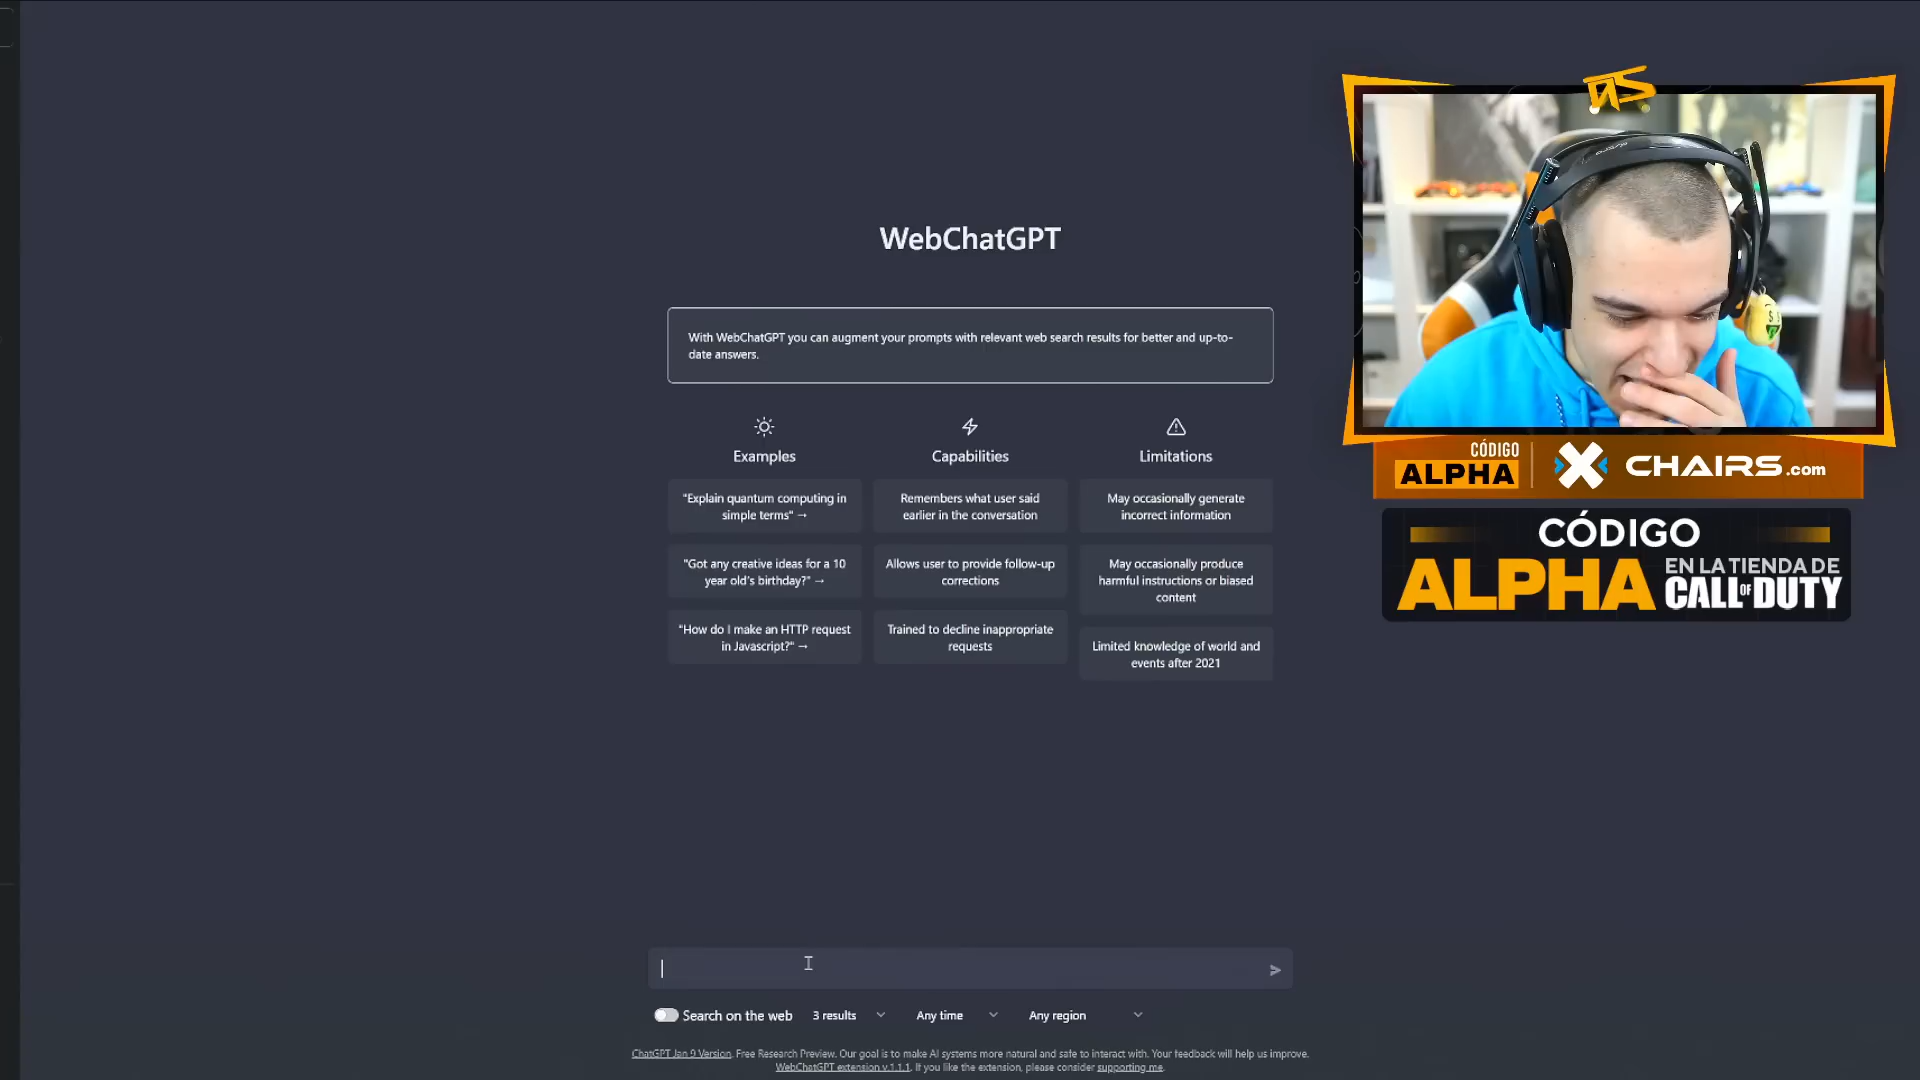 WebChatGPT
With WebChatGPT you can augment your prompts with relevant web search results for better and up-to-
date answers.
Examples
"Explain quantum computing in
simple terms" →
"Got any creative ideas for a 10
year old's birthday?" →
"How do I make an HTTP request
in Javascript?" →
Capabilities
Remembers what user said
earlier in the conversation
Allows user to provide follow-up
corrections
Trained to decline inappropriate
requests
Limitations
May occasionally generate
incorrect information
May occasionally produce
harmful instructions or biased
content
Limited knowledge of world and
events after 2021
Search on the web
3 results
Any time
Any region
ChatGPT Jan 9 Version. Free Research Preview. Our goal is to make AI systems more natural and safe to interact with. Your feedback will help us improve.
WebChatGPT extension v.1.1.1. If you like the extension, please consider supporting me.
CÓDIGO
ALPHA
X CHAIRS.com
CÓDIGO
ALPHA
EN LA TIENDA DE
CALL OF DUTY